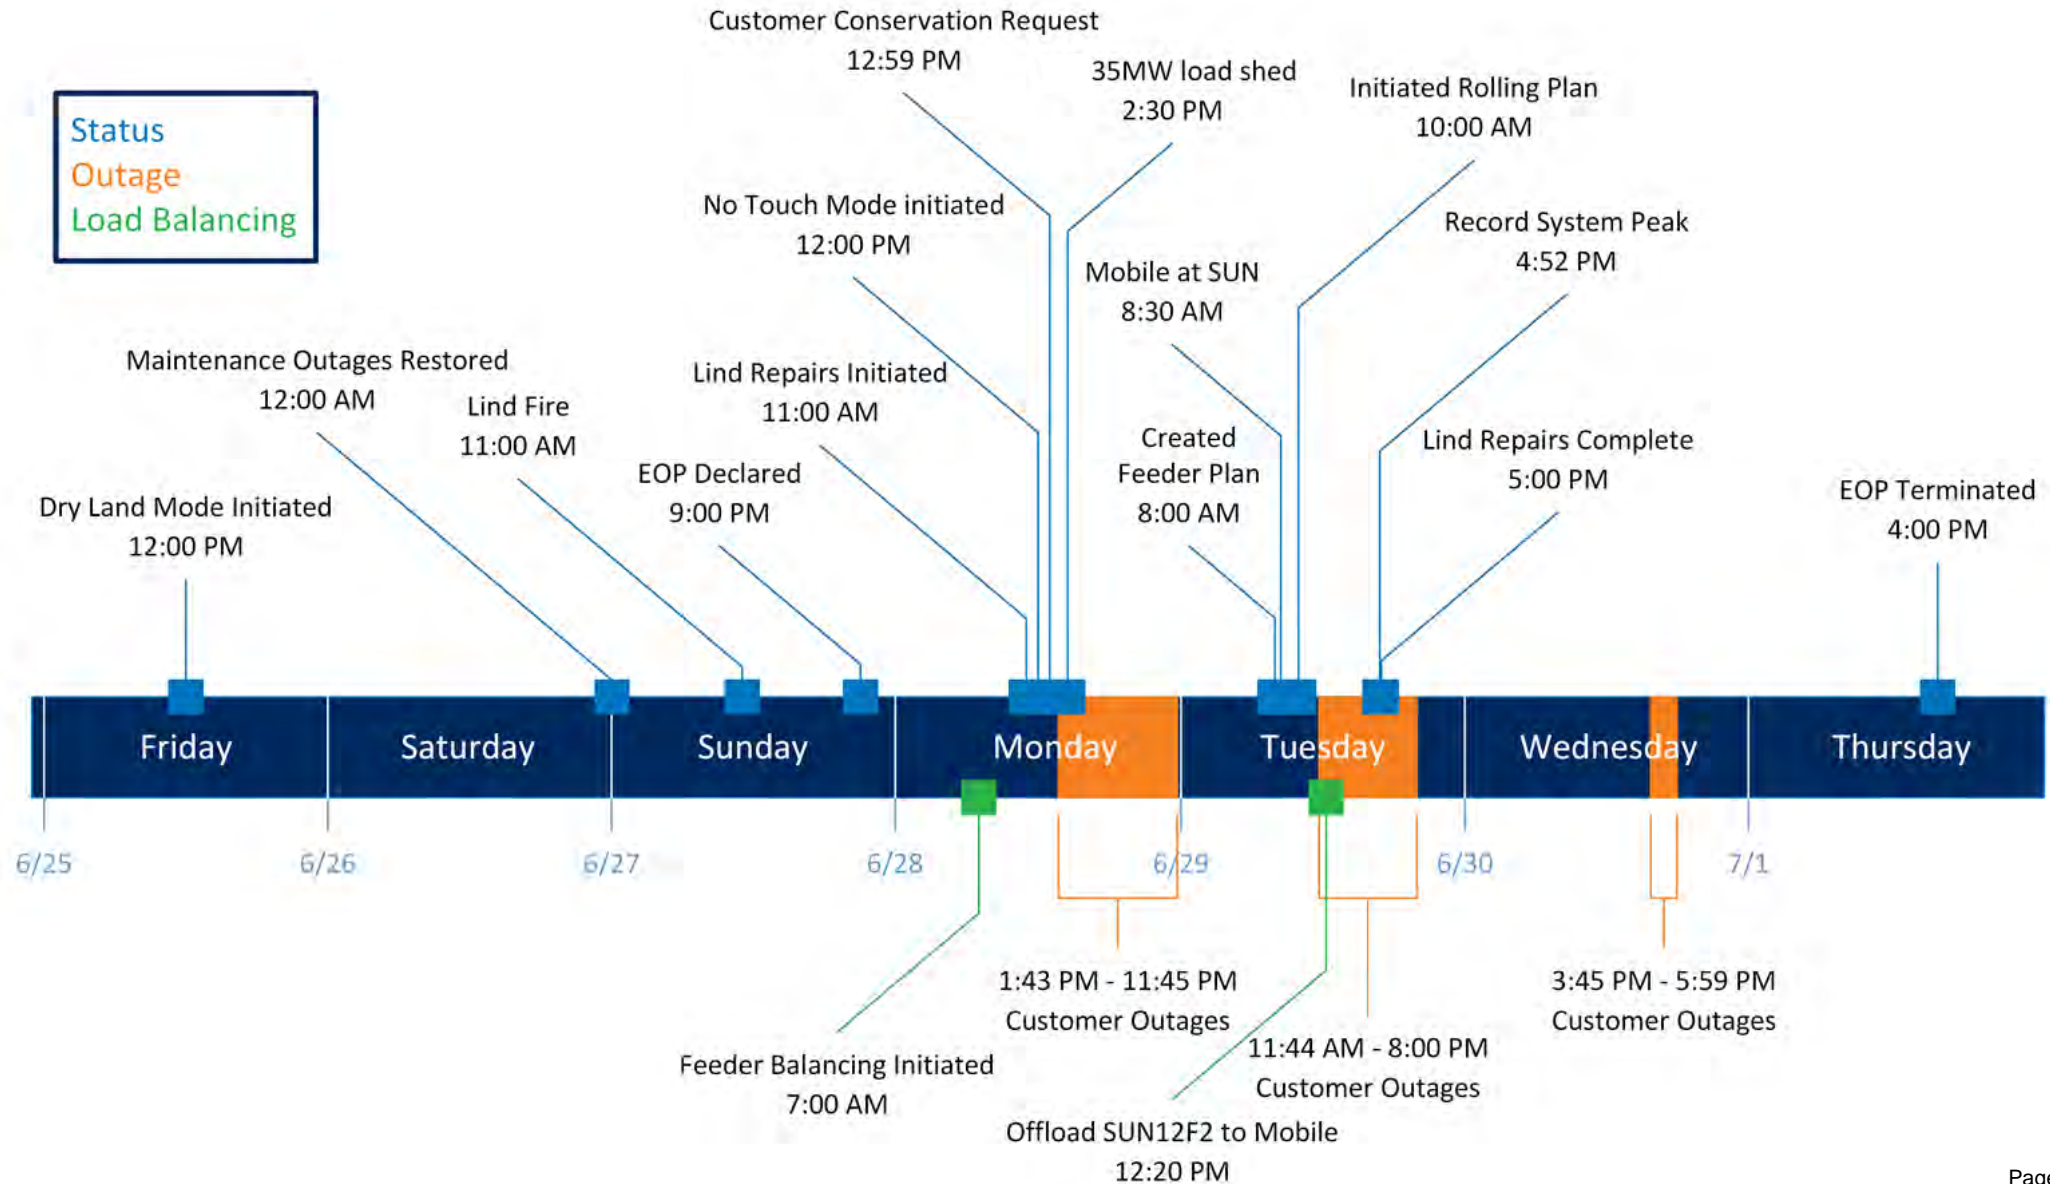 Customer Conservation Request
12:59 PM
35MW load shed
2:30 PM
Initiated Rolling Plan
10:00 AM
Status
Outage
Load Balancing
No Touch Mode initiated
12:00 PM
Record System Peak
4:52 PM
Mobile at SUN
8:30 AM
Maintenance Outages Restored
12:00 AM
Lind Fire
11:00 AM
Lind Repairs Initiated
11:00 AM
Created
Feeder Plan
8:00 AM
Lind Repairs Complete
5:00 PM
EOP Declared
9:00 PM
Dry Land Mode Initiated
12:00 PM
EOP Terminated
4:00 PM
Friday
Saturday
Sunday
Monday
Tuesday
Wednesday
Thursday
6/25
6/26
6/27
6/28
6/29
6/30
7/1
1:43 PM - 11:45 PM
Customer Outages
3:45 PM - 5:59 PM
Customer Outages
11:44 AM - 8:00 PM
Customer Outages
Feeder Balancing Initiated
7:00 AM
Offload SUN12F2 to Mobile
12:20 PM
Page